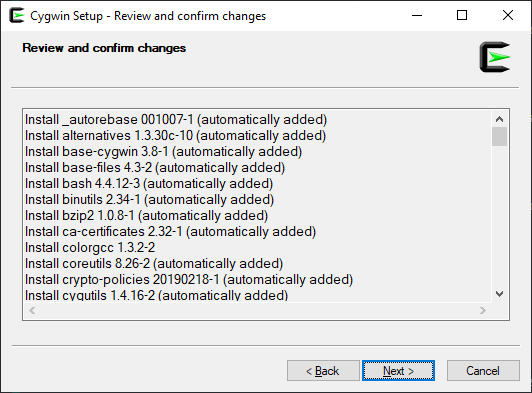 Cygwin Setup - Review and confirm changes
Review and confirm changes
Install _autorebase 001007-1 (automatically added)
Install alternatives 1.3.30c-10 (automatically added)
Install base-cygwin 3.8-1 (automatically added)
Install base-files 4.3-2 (automatically added)
Install bash 4.4.12-3 (automatically added)
Install binutils 2.34-1 (automatically added)
Install bzip2 1.0.8-1 (automatically added)
Install ca-certificates 2.32-1 (automatically added)
Install colorgcc 1.3.2-2
Install coreutils 8.26-2 (automatically added)
Install crypto-policies 20190218-1 (automatically added)
Install cygutils 1.4.16-2 (automatically added)
< Back
Next >
Cancel